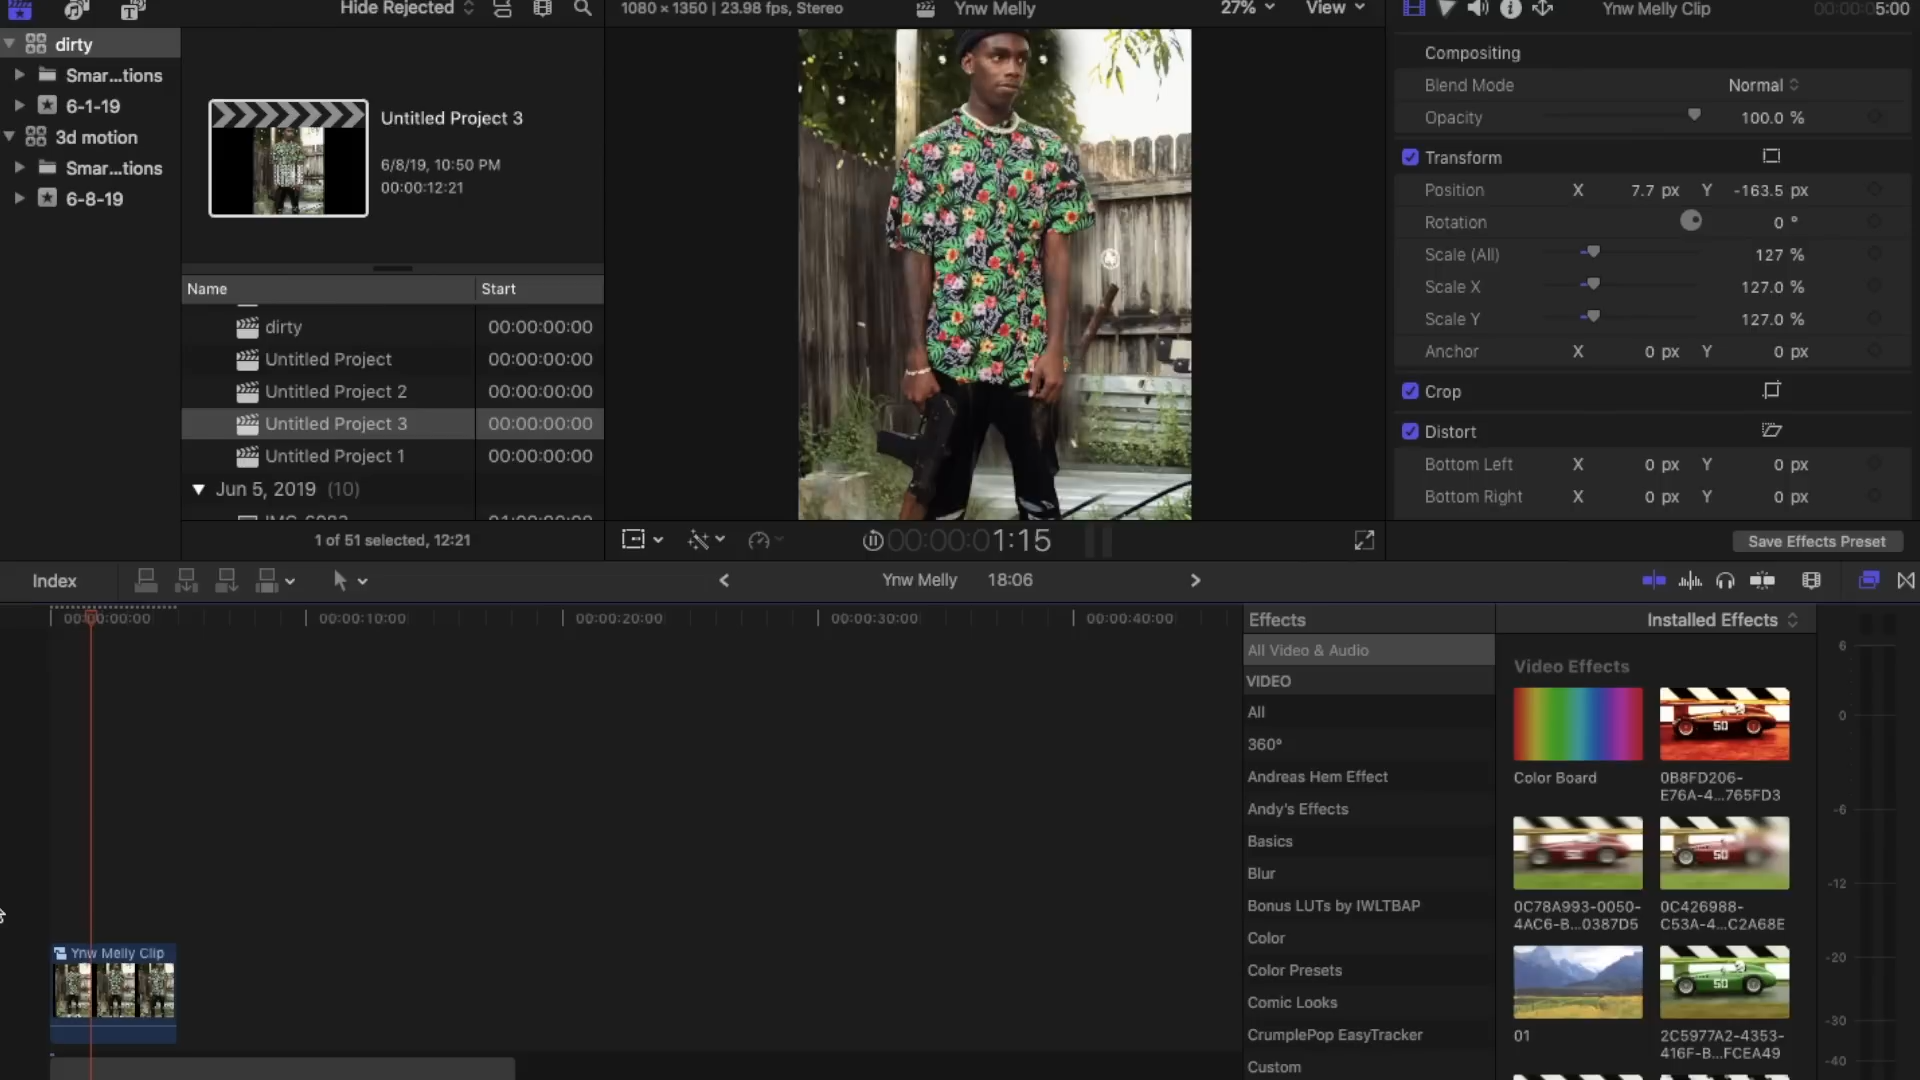 Hide Rejected
1080 × 1350 | 23.98 fps, Stereo
Ynw Melly
27%
View
Ynw Melly Clip
00:00:05:00
dirty
Smar...tions
6-1-19
3d motion
Smar...tions
6-8-19
Untitled Project 3
6/8/19, 10:50 PM
00:00:12:21
Name
Start
dirty
00:00:00:00
Untitled Project
00:00:00:00
Untitled Project 2
00:00:00:00
Untitled Project 3
00:00:00:00
Untitled Project 1
00:00:00:00
Jun 5, 2019 (10)
1 of 51 selected, 12:21
00:00:01:15
Compositing
Blend Mode
Normal
Opacity
100.0 %
Transform
Position X 7.7 px Y -163.5 px
Rotation 0 °
Scale (All) 127 %
Scale X 127.0 %
Scale Y 127.0 %
Anchor X 0 px Y 0 px
Crop
Distort
Bottom Left X 0 px Y 0 px
Bottom Right X 0 px Y 0 px
Save Effects Preset
Index
Ynw Melly 18:06
00:00:00:00
00:00:10:00
00:00:20:00
00:00:30:00
00:00:40:00
Ynw Melly Clip
Effects
Installed Effects
All Video & Audio
VIDEO
All
360°
Andreas Hem Effect
Andy's Effects
Basics
Blur
Bonus LUTs by IWLTBAP
Color
Color Presets
Comic Looks
CrumplePop EasyTracker
Custom
Video Effects
Color Board
0B8FD206-
E76A-4...765FD3
0C78A993-0050-
4AC6-B...0387D5
0C426988-
C53A-4...C2A68E
01
2C5977A2-4353-
416F-B...FCEA49
6
0
-6
-12
-20
-30
-40